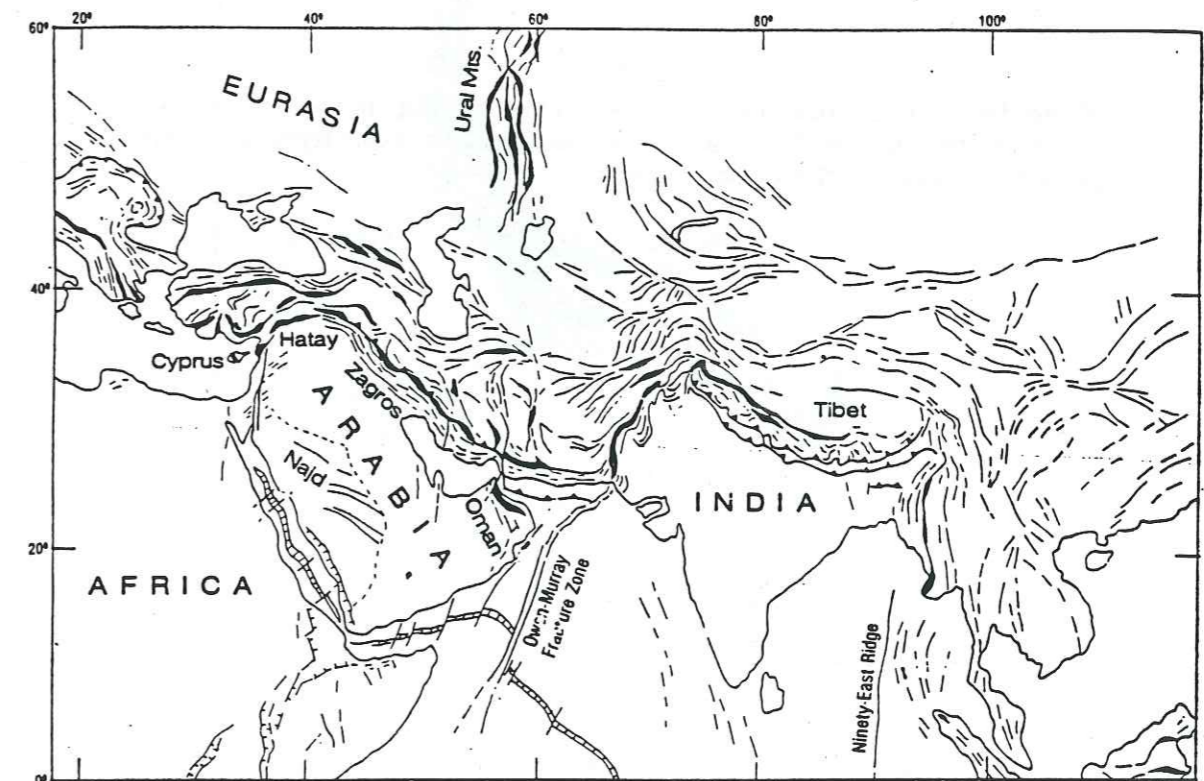 20° 40° 60° 80° 100°
60°
EURASIA
Ural Mts.
40°
Cyprus
Hatay
Zagros
ARABIA
Najd
Oman
Tibet
INDIA
20°
AFRICA
Owen-Murray
Fracture Zone
Ninety-East Ridge
0°